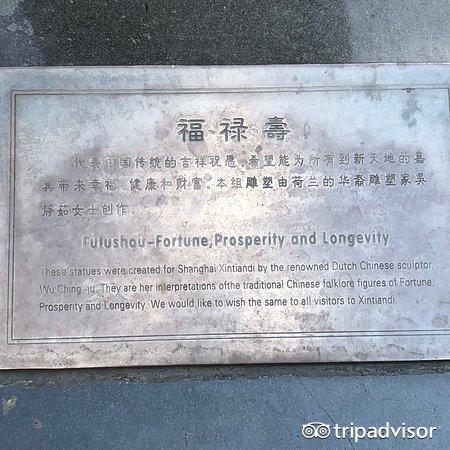 福·禄·壽
代表中国传统的吉祥祝愿。希望能为所有到新天地的嘉
宾带来幸福、健康和财富。本组雕塑由荷兰的华裔雕塑家吴
静茹女士创作。
Fulushou-Fortune,Prosperity and Longevity
These statues were created for Shanghai Xintiandi by the renowned Dutch Chinese sculptor,
Wu Ching-ru. They are her interpretations ofthe traditional Chinese folklore figures of Fortune,
Prosperity and Longevity. We would like to wish the same to all visitors to Xintiandi.
tripadvisor